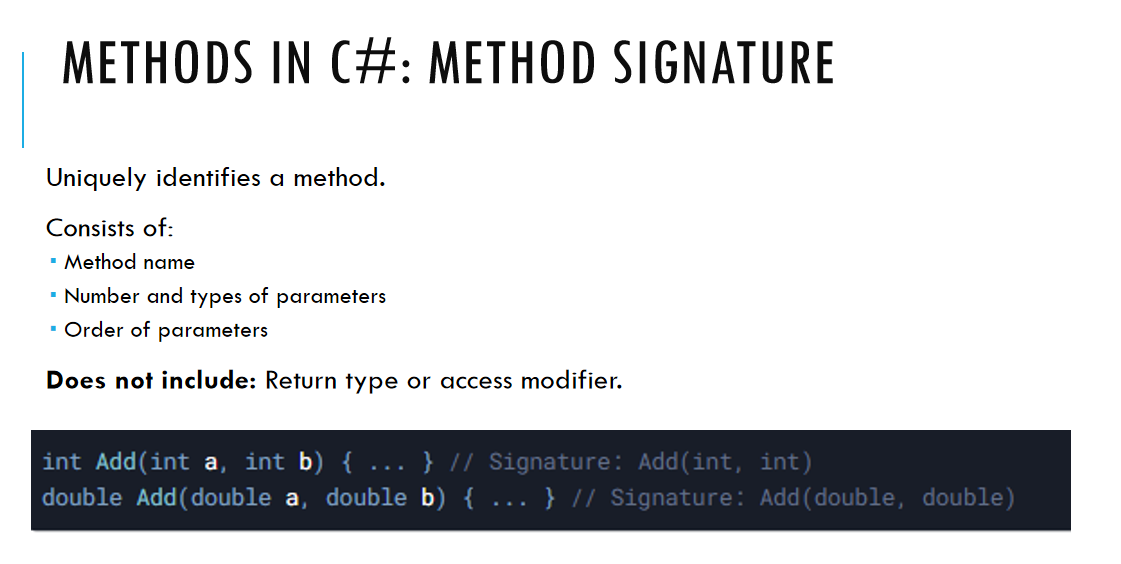 METHODS IN C#: METHOD SIGNATURE
Uniquely identifies a method.
Consists of:
▪ Method name
▪ Number and types of parameters
▪ Order of parameters
Does not include: Return type or access modifier.
int Add(int a, int b) { ... } // Signature: Add(int, int)
double Add(double a, double b) { ... } // Signature: Add(double, double)